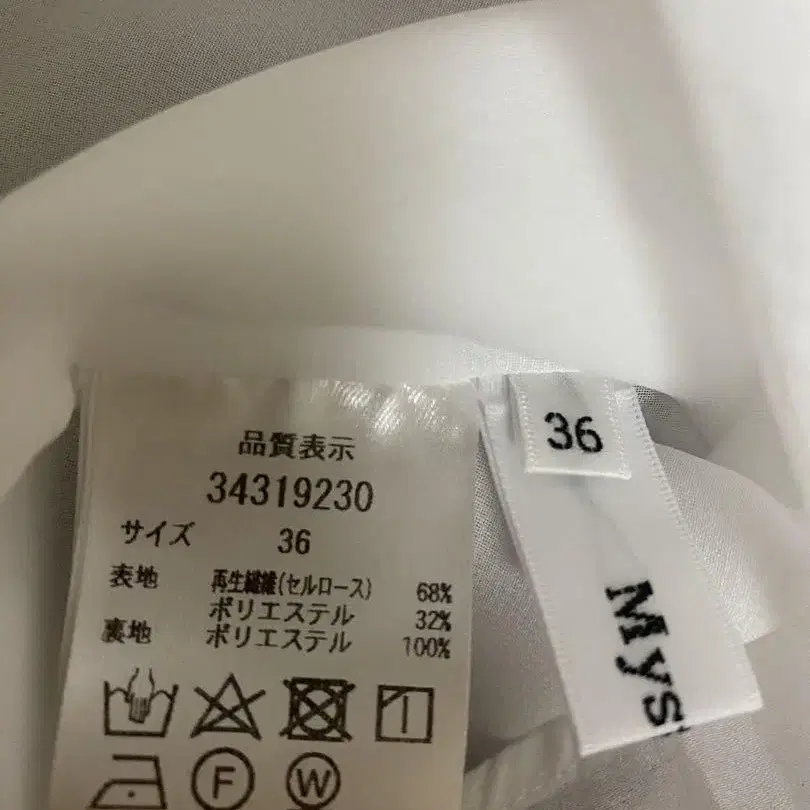 品質表示
34319230
サイズ 36
表地 再生繊維(セルロース) 68%
ポリエステル 32%
裏地 ポリエステル 100%
F W
36
Mys